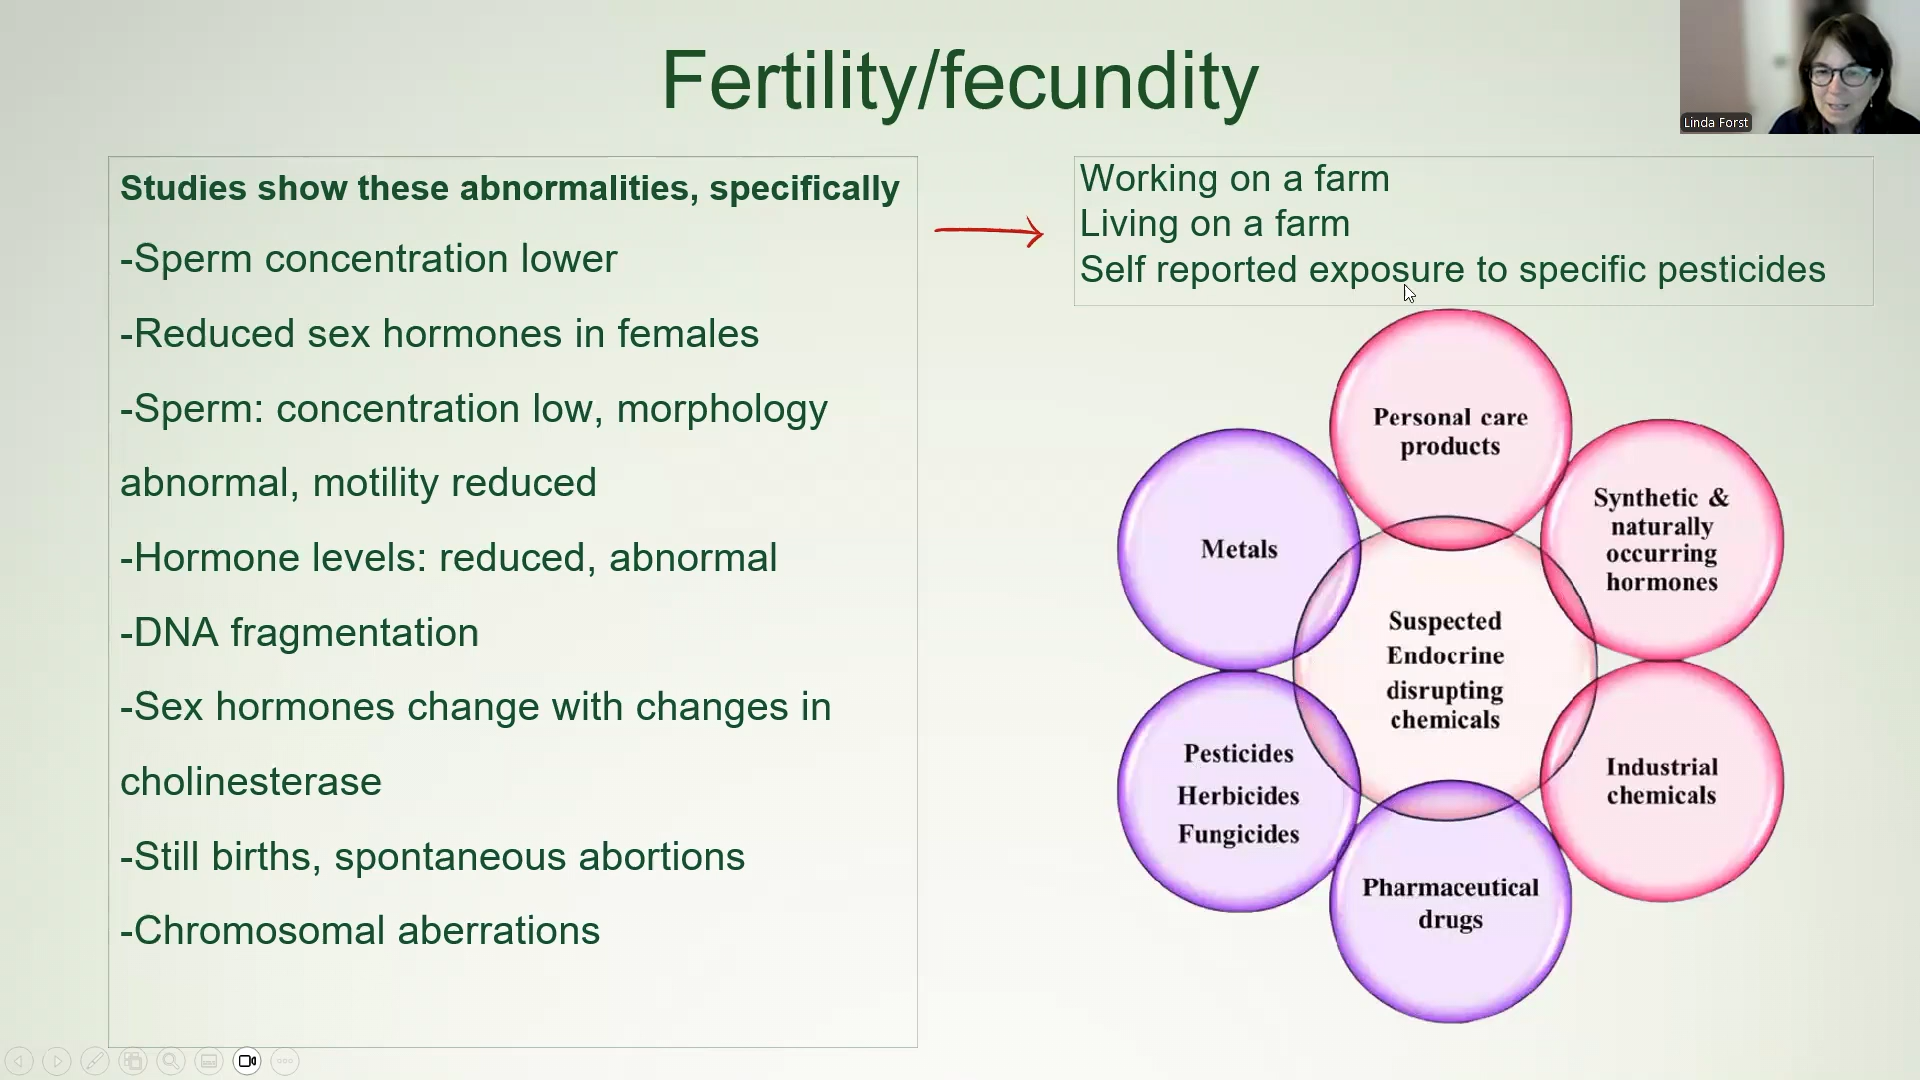 Fertility/fecundity
Linda Forst
Studies show these abnormalities, specifically
-Sperm concentration lower
-Reduced sex hormones in females
-Sperm: concentration low, morphology
abnormal, motility reduced
-Hormone levels: reduced, abnormal
-DNA fragmentation
-Sex hormones change with changes in
cholinesterase
-Still births, spontaneous abortions
-Chromosomal aberrations
Working on a farm
Living on a farm
Self reported exposure to specific pesticides
Personal care
products
Synthetic &
naturally
occurring
hormones
Metals
Suspected
Endocrine
disrupting
chemicals
Pesticides
Herbicides
Fungicides
Industrial
chemicals
Pharmaceutical
drugs